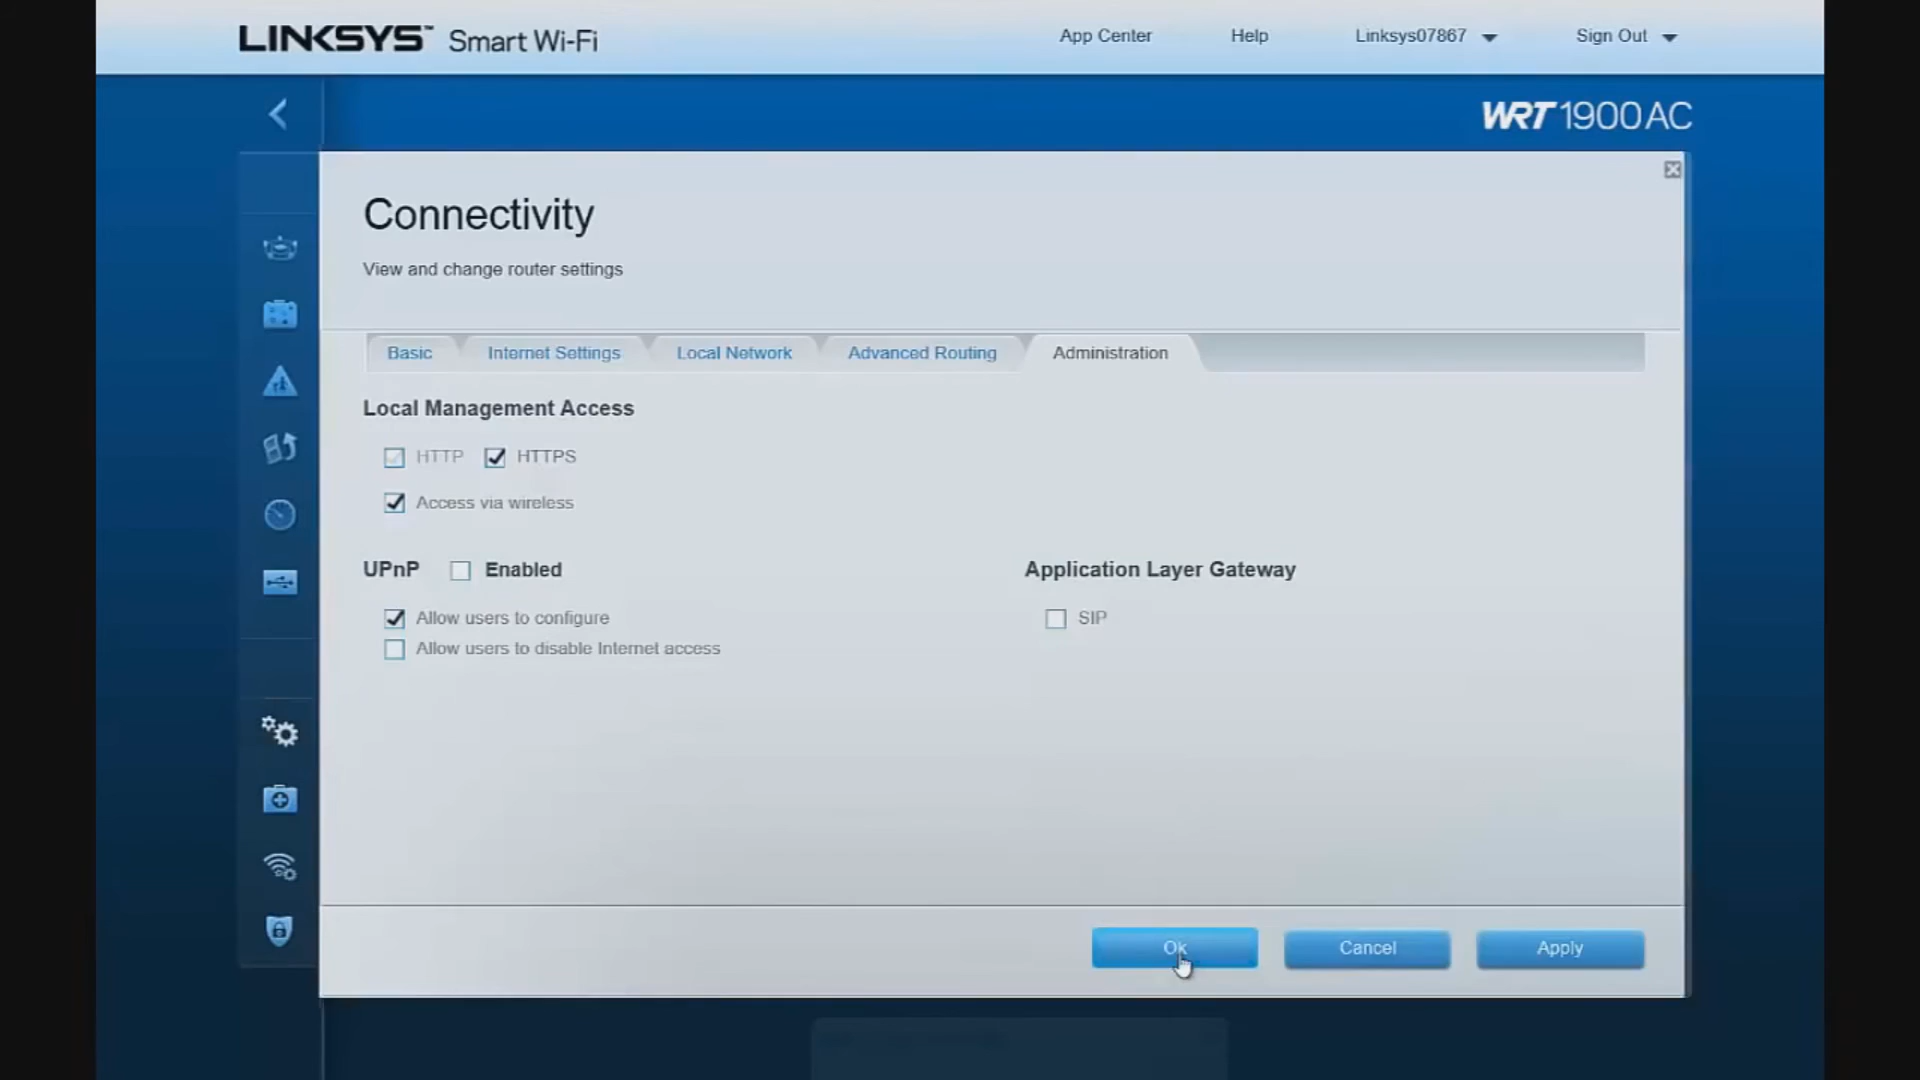 LINKSYS™ Smart Wi-Fi
App Center Help Linksys07867 Sign Out
WRT1900AC
Connectivity
View and change router settings
Basic Internet Settings Local Network Advanced Routing Administration
Local Management Access
HTTP HTTPS
Access via wireless
UPnP Enabled
Application Layer Gateway
Allow users to configure
SIP
Allow users to disable Internet access
Ok Cancel Apply